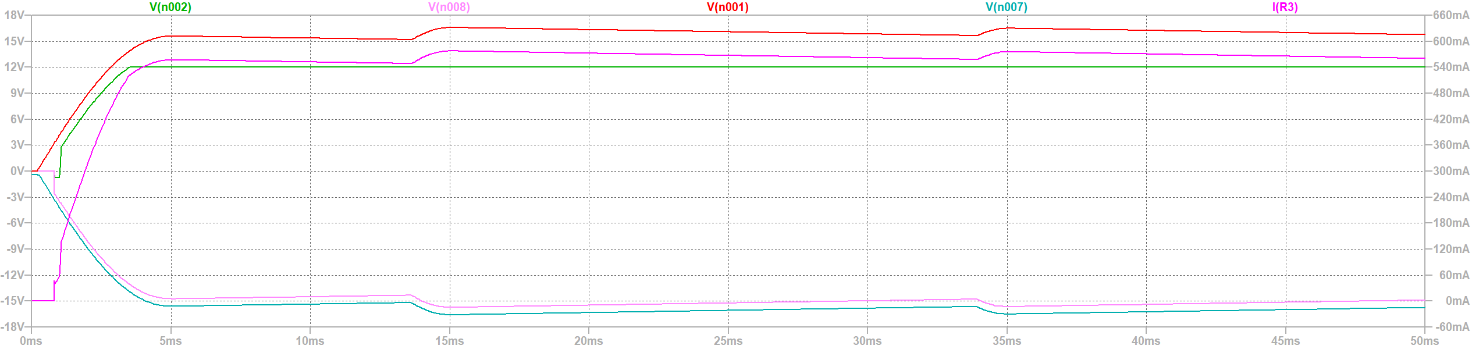 V(n002) V(n008) V(n001) V(n007) I(R3)
18V 660mA
15V 600mA
12V 540mA
9V 480mA
6V 420mA
3V 360mA
0V 300mA
-3V 240mA
-6V 180mA
-9V 120mA
-12V 60mA
-15V 0mA
-18V -60mA
0ms 5ms 10ms 15ms 20ms 25ms 30ms 35ms 40ms 45ms 50ms